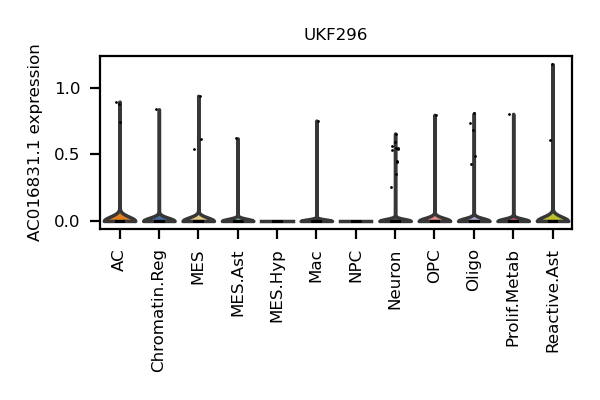 UKF296
AC016831.1 expression
1.0
0.5
0.0
AC
Chromatin.Reg
MES
MES.Ast
MES.Hyp
Mac
NPC
Neuron
OPC
Oligo
Prolif.Metab
Reactive.Ast